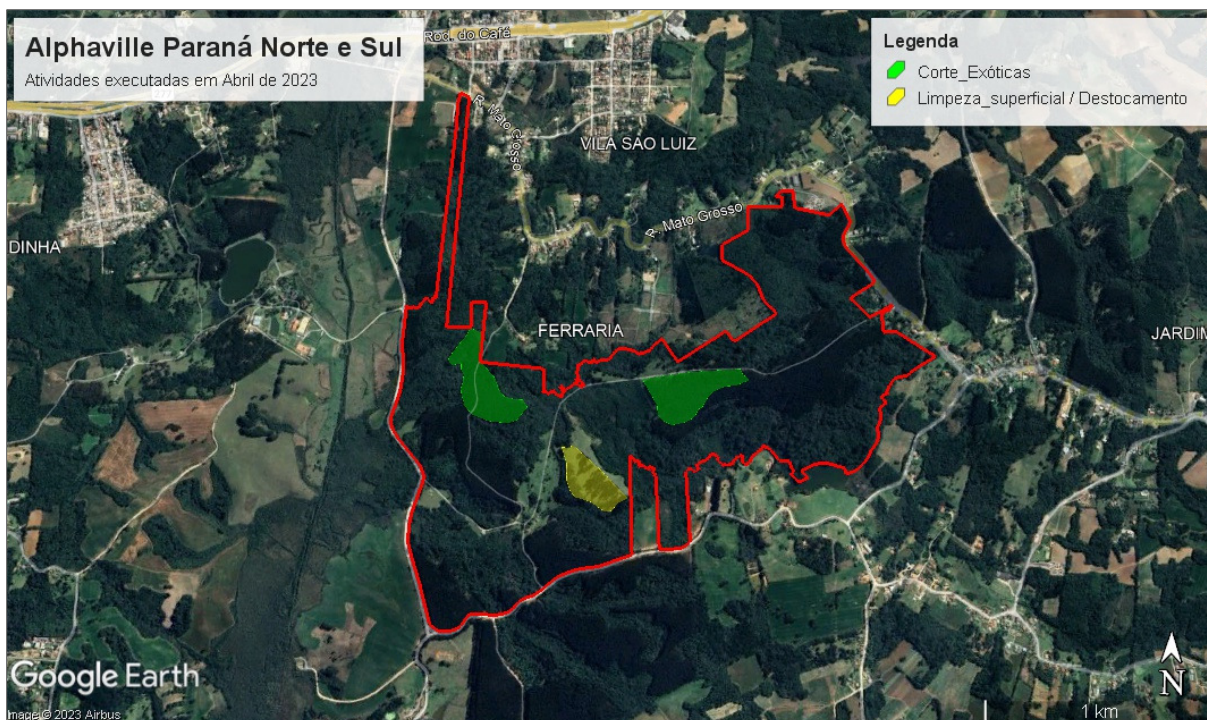 Alphaville Paraná Norte e Sul
Atividades executadas em Abril de 2023
Legenda
Corte_Exóticas
Limpeza_superficial / Destocamento
Rod. do Café
R. Mato Grosso
VILA SÃO LUIZ
R. Mato Grosso
DINHA
FERRARIA
JARDIM
Google Earth
N
Image © 2023 Airbus
1 km